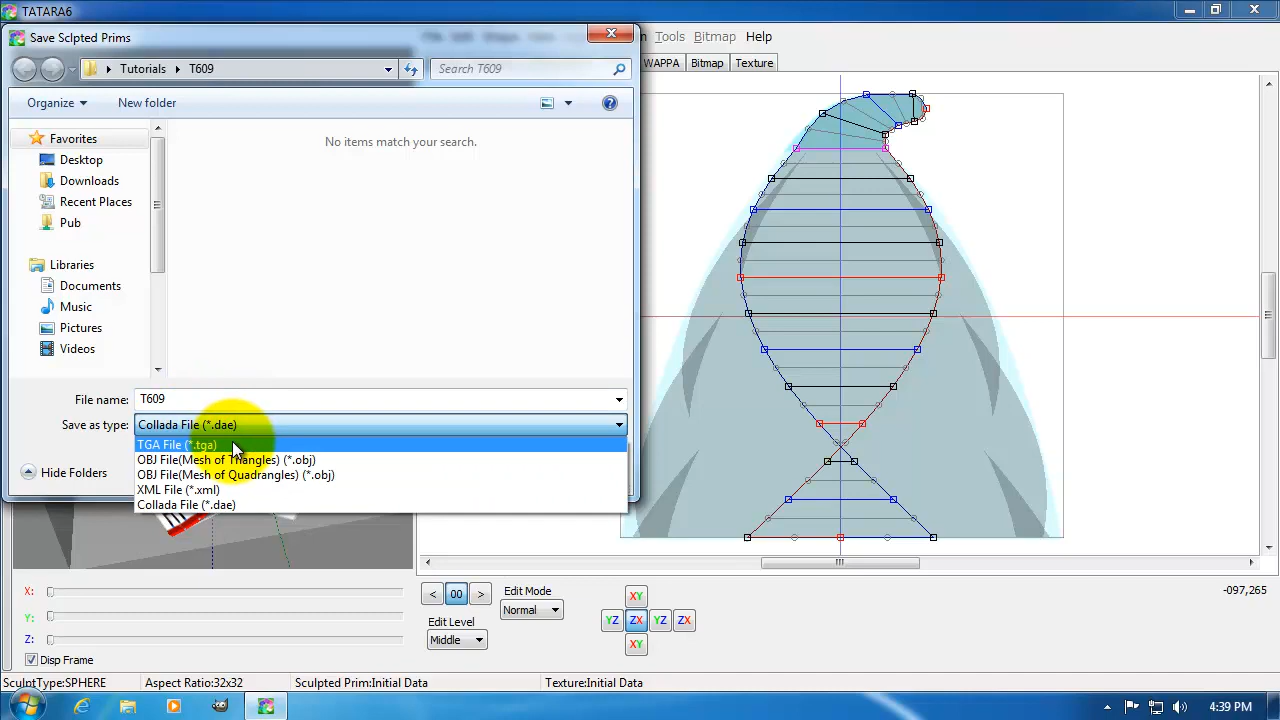 TATARA6
Save Sclpted Prims
Tools Bitmap Help
Tutorials T609
Search T609
WAPPA Bitmap Texture
Organize New folder
No items match your search.
Favorites
Desktop
Downloads
Recent Places
Pub
Libraries
Documents
Music
Pictures
Videos
File name: T609
Save as type: Collada File (*.dae)
TGA File (*.tga)
OBJ File(Mesh of Triangles) (*.obj)
OBJ File(Mesh of Quadrangles) (*.obj)
XML File (*.xml)
Collada File (*.dae)
Hide Folders
X:
Y:
Z:
Disp Frame
< 00 >
Edit Mode
Normal
Edit Level
Middle
XY
YZ ZX YZ ZX
XY
-097,265
SculptType:SPHERE Aspect Ratio:32x32 Sculpted Prim:Initial Data Texture:Initial Data
4:39 PM